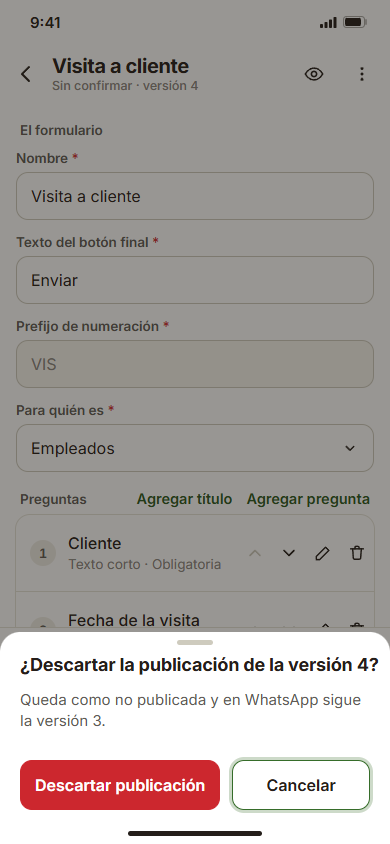 9:41
Visita a cliente
Sin confirmar · versión 4
El formulario
Nombre *
Visita a cliente
Texto del botón final *
Enviar
Prefijo de numeración *
VIS
Para quién es *
Empleados
Preguntas Agregar título Agregar pregunta
1 Cliente
Texto corto · Obligatoria
Fecha de la visita
¿Descartar la publicación de la versión 4?
Queda como no publicada y en WhatsApp sigue
la versión 3.
Descartar publicación Cancelar